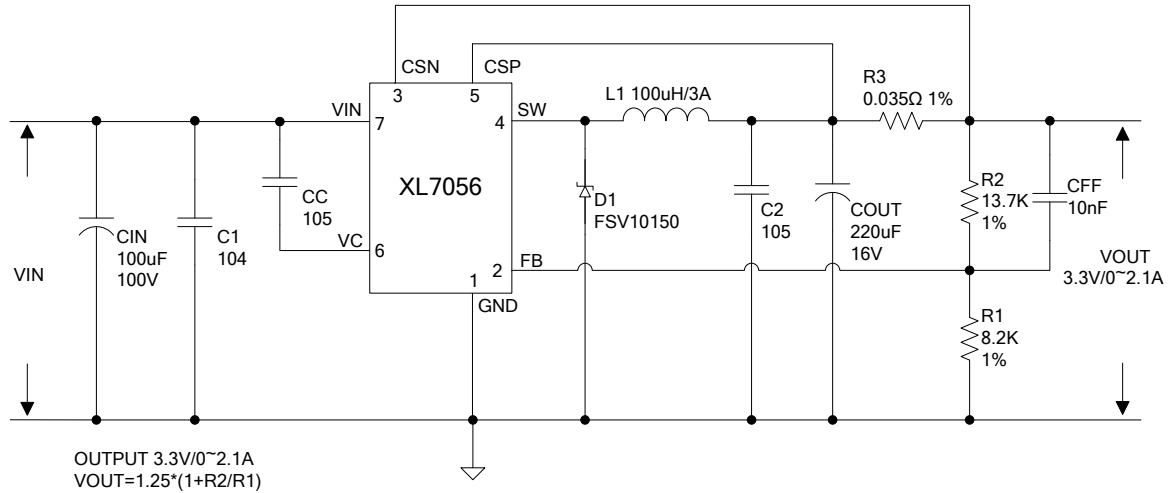 CSN
CSP
3
5
VIN
7
SW
4
L1 100uH/3A
R3
0.035Ω 1%
XL7056
CC
105
VC
6
CIN
100uF
100V
C1
104
VIN
D1
FSV10150
C2
105
COUT
220uF
16V
R2
13.7K
1%
CFF
10nF
2
FB
1
GND
VOUT
3.3V/0~2.1A
R1
8.2K
1%
OUTPUT 3.3V/0~2.1A
VOUT=1.25*(1+R2/R1)